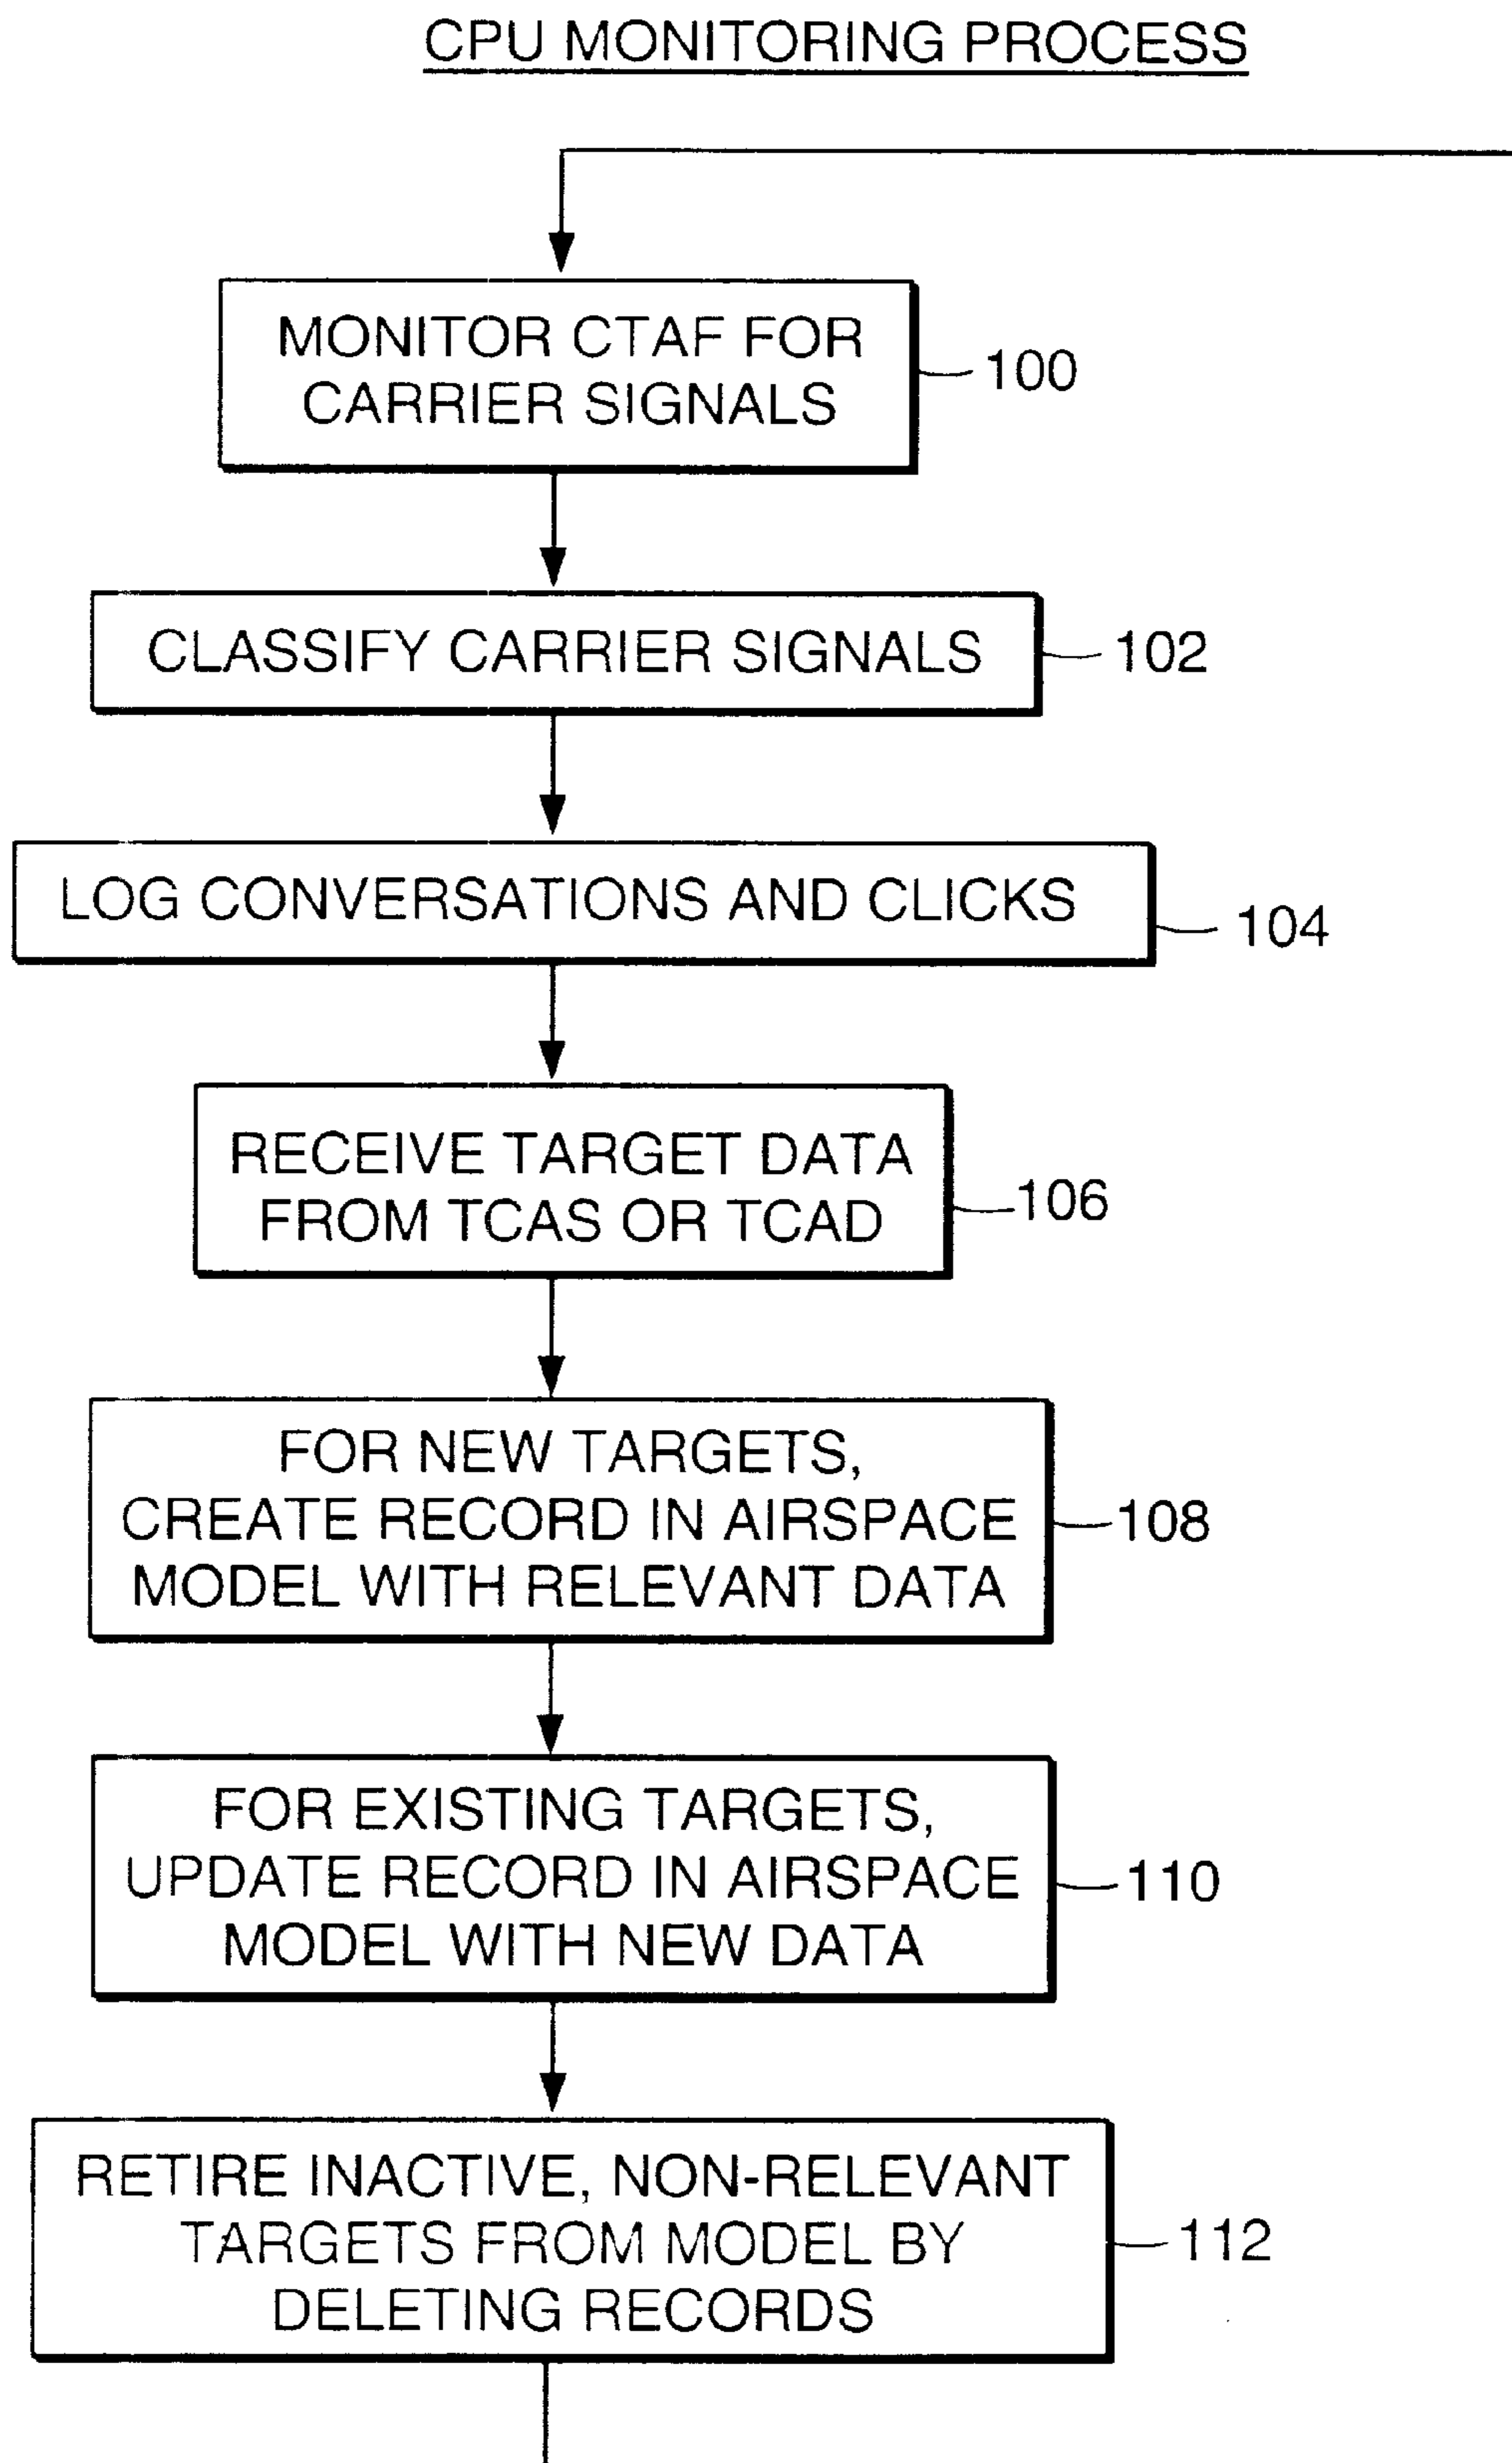 CPU MONITORING PROCESS
MONITOR CTAF FOR
CARRIER SIGNALS
100
CLASSIFY CARRIER SIGNALS
102
LOG CONVERSATIONS AND CLICKS
104
RECEIVE TARGET DATA
FROM TCAS OR TCAD
106
FOR NEW TARGETS,
CREATE RECORD IN AIRSPACE
MODEL WITH RELEVANT DATA
108
FOR EXISTING TARGETS,
UPDATE RECORD IN AIRSPACE
MODEL WITH NEW DATA
110
RETIRE INACTIVE, NON-RELEVANT
TARGETS FROM MODEL BY
DELETING RECORDS
112